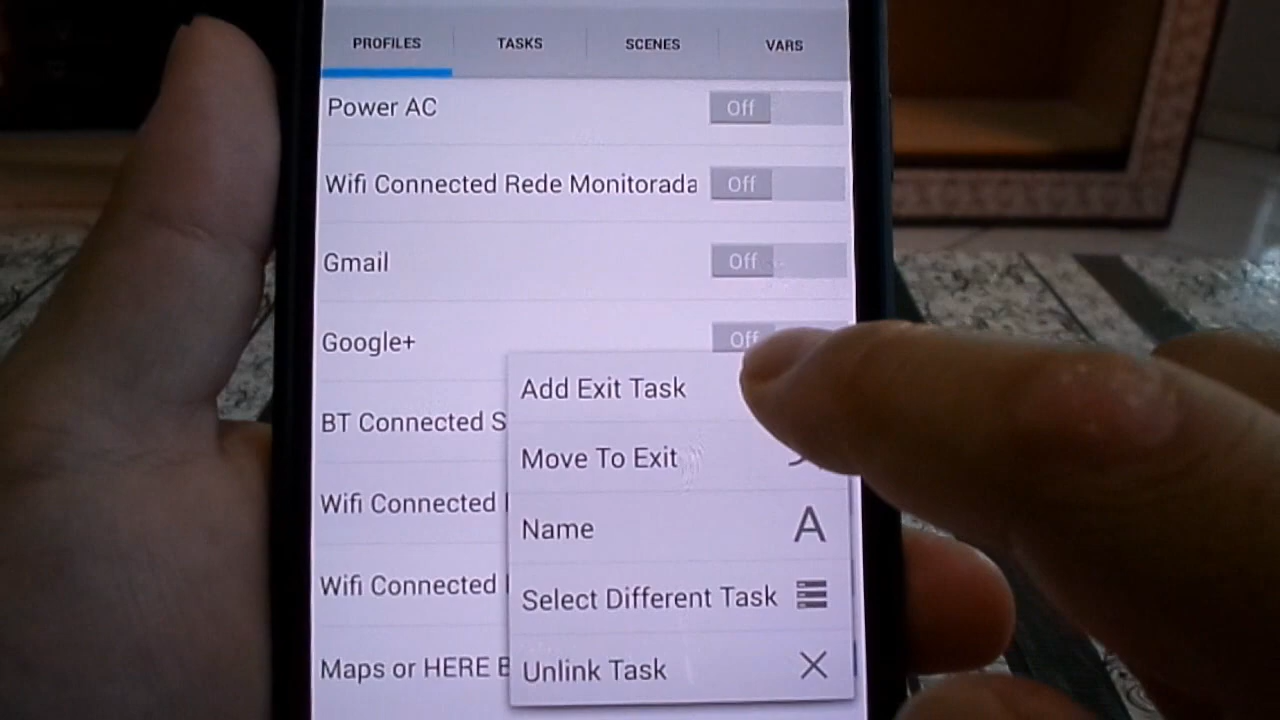 PROFILES TASKS SCENES VARS
Power AC Off
Wifi Connected Rede Monitorada Off
Gmail Off
Google+ Off
Add Exit Task
BT Connected S
Move To Exit
Wifi Connected
Name A
Wifi Connected
Select Different Task
Maps or HERE
Unlink Task